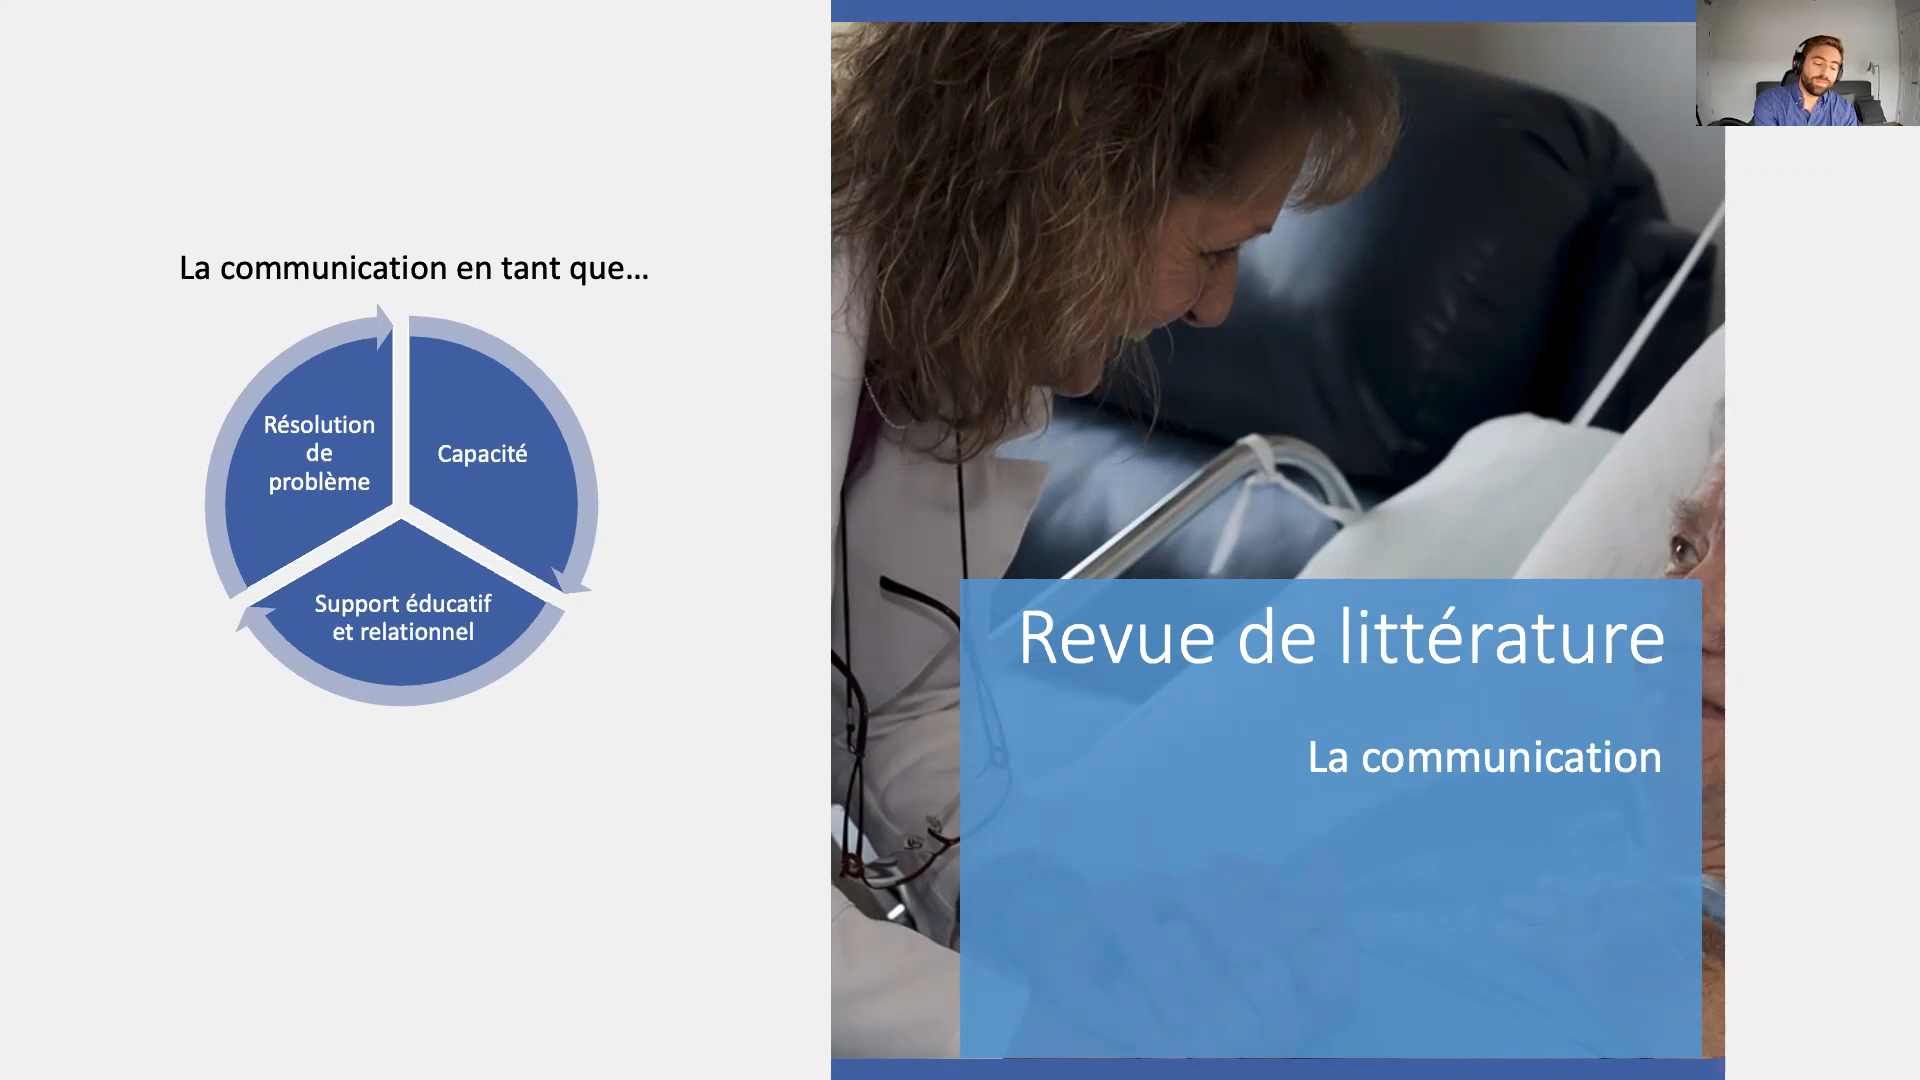 La communication en tant que...
Résolution
de
problème
Capacité
Support éducatif
et relationnel
Revue de littérature
La communication